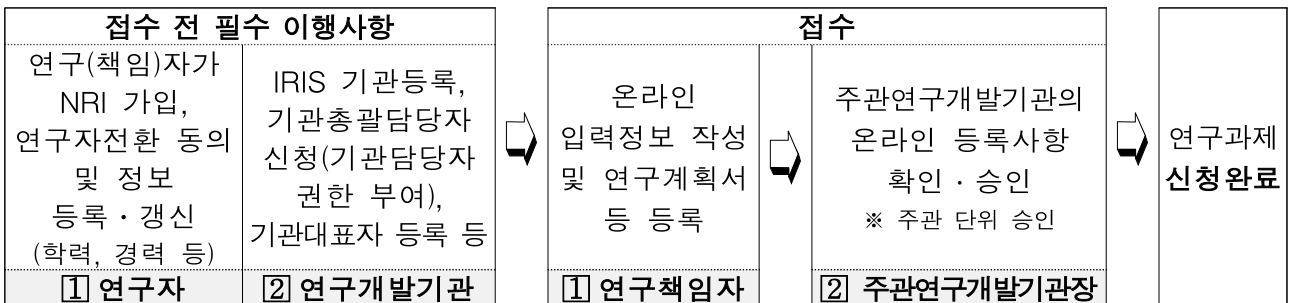 접수 전 필수 이행사항
연구(책임)자가
NRI 가입,
연구자전환 동의
및 정보
등록·갱신
(학력, 경력 등)
1 연구자
IRIS 기관등록,
기관총괄담당자
신청(기관담당자
권한 부여),
기관대표자 등록 등
2 연구개발기관
접수
온라인
입력정보 작성
및 연구계획서
등 등록
1 연구책임자
주관연구개발기관의
온라인 등록사항
확인·승인
※ 주관 단위 승인
2 주관연구개발기관장
연구과제
신청완료